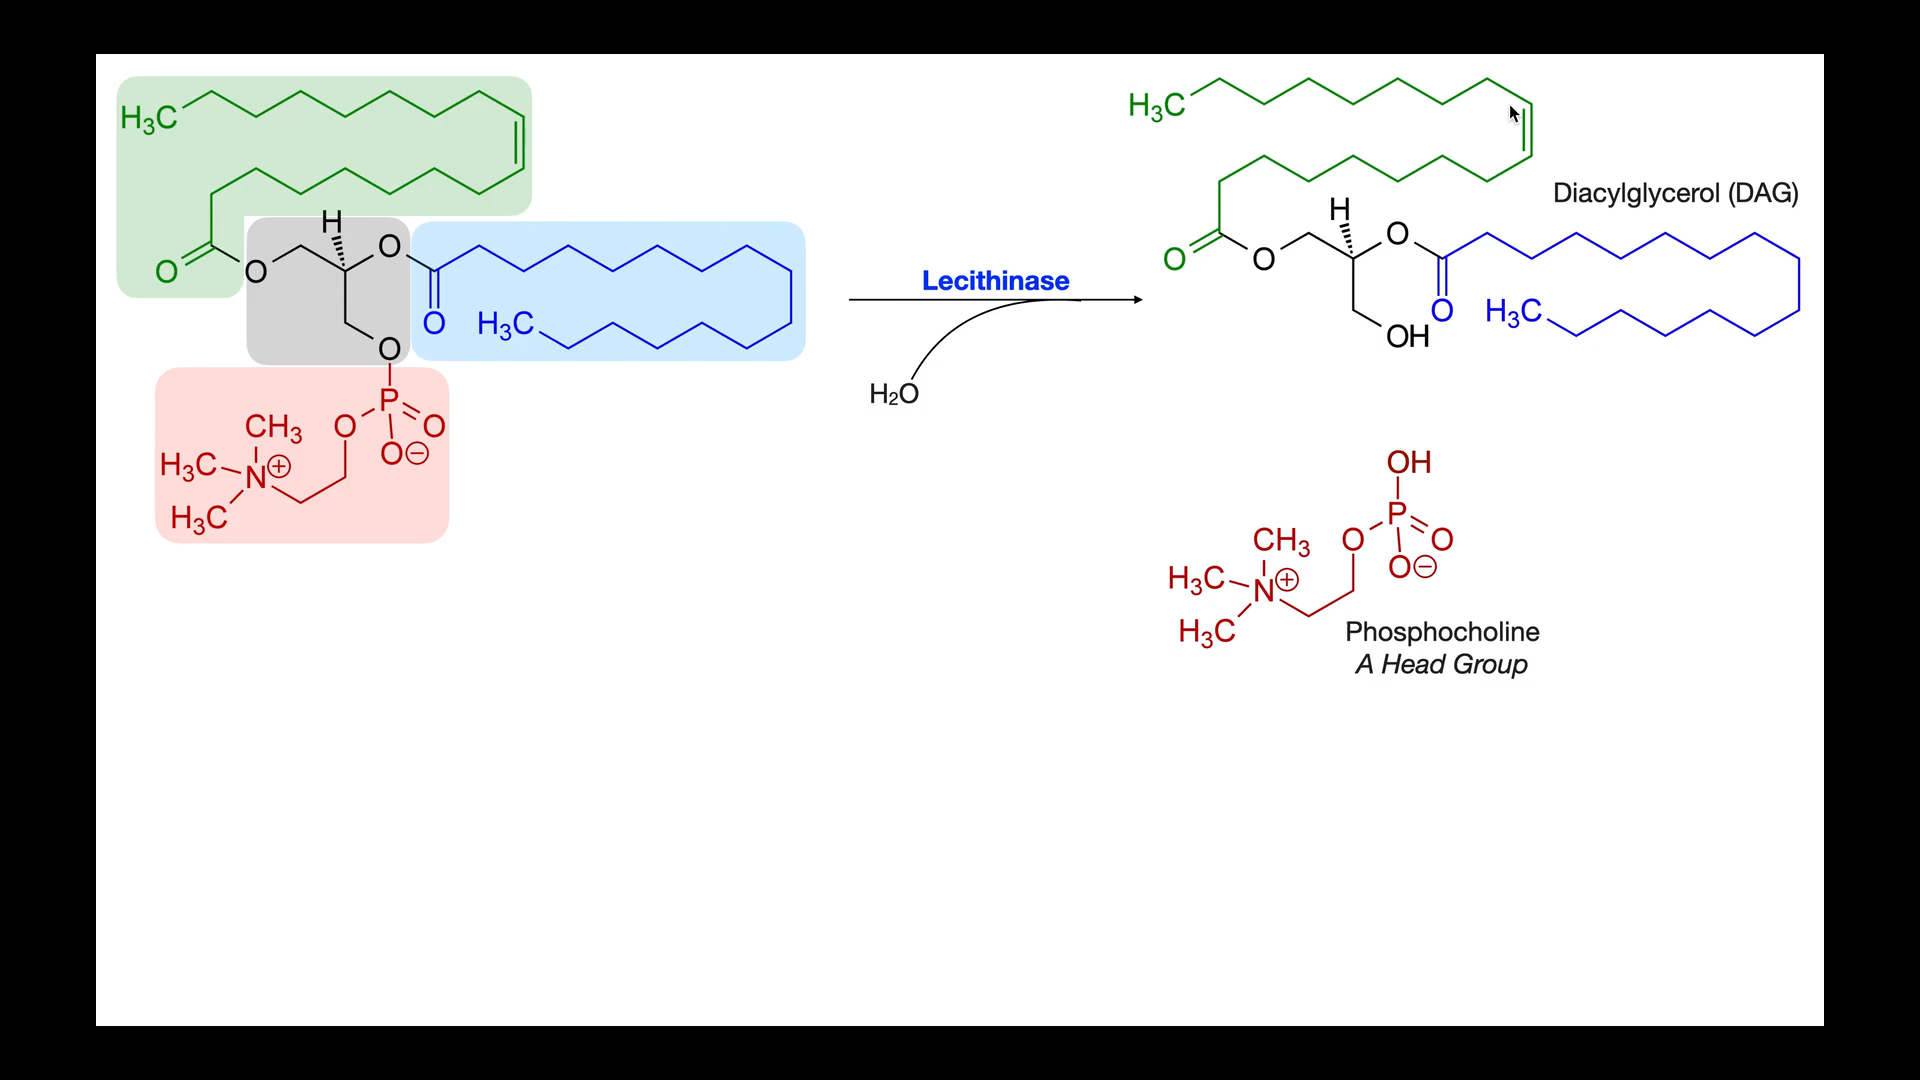 H₃C
H
O
O
O
O
H₃C
O
O
P
CH₃
O
O
H₃C
N⊕
O⊖
H₃C
Lecithinase
H₂O
H₃C
Diacylglycerol (DAG)
H
O
O
O
O
H₃C
OH
OH
P
CH₃
O
O
H₃C
N⊕
O⊖
H₃C
Phosphocholine
A Head Group